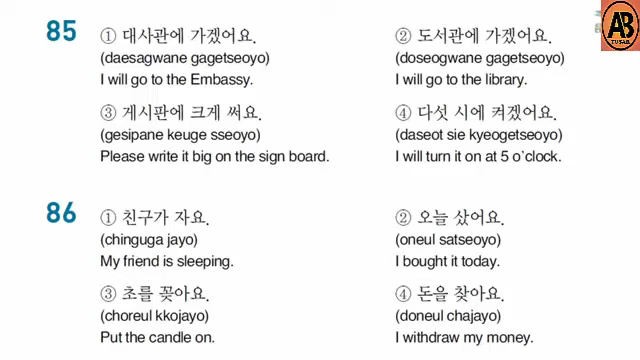 85
① 대사관에 가겠어요.
(daesagwane gagetseoyo)
I will go to the Embassy.
② 도서관에 가겠어요.
(doseogwane gagetseoyo)
I will go to the library.
③ 게시판에 크게 써요.
(gesipane keuge sseoyo)
Please write it big on the sign board.
④ 다섯 시에 켜겠어요.
(daseot sie kyeogetseoyo)
I will turn it on at 5 o`clock.
86
① 친구가 자요.
(chinguga jayo)
My friend is sleeping.
② 오늘 샀어요.
(oneul satseoyo)
I bought it today.
③ 초를 꽂아요.
(choreul kkojayo)
Put the candle on.
④ 돈을 찾아요.
(doneul chajayo)
I withdraw my money.
AB
TUSAB